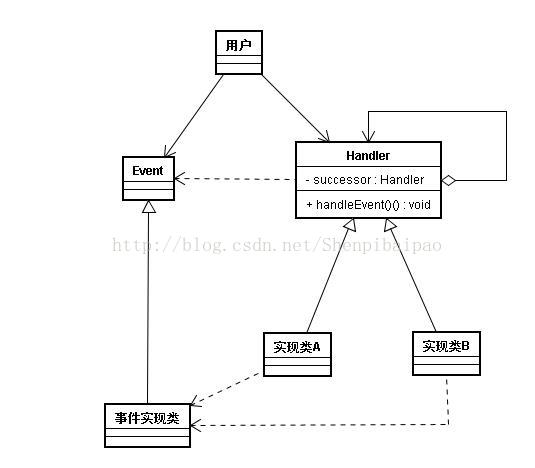 用户
Handler
- successor : Handler
+ handleEvent()() : void
Event
http://blog.csdn.net/Shenpibaipao
实现类A
实现类B
事件实现类